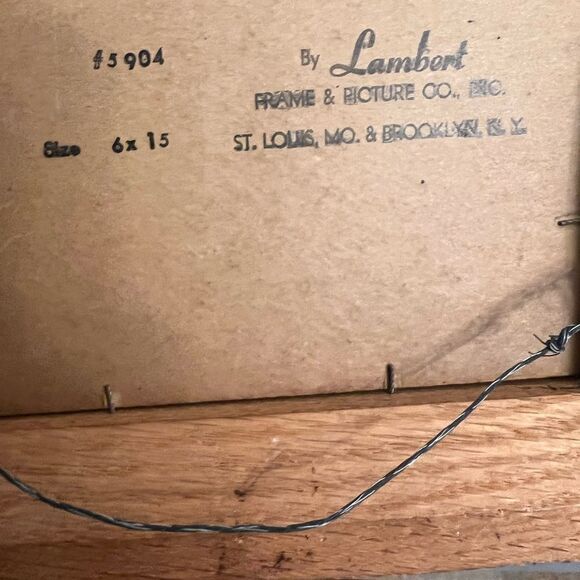 #5904
By Lambert
FRAME & PICTURE CO., INC.
Size 6x15
ST. LOUIS, MO. & BROOKLYN, N. Y.